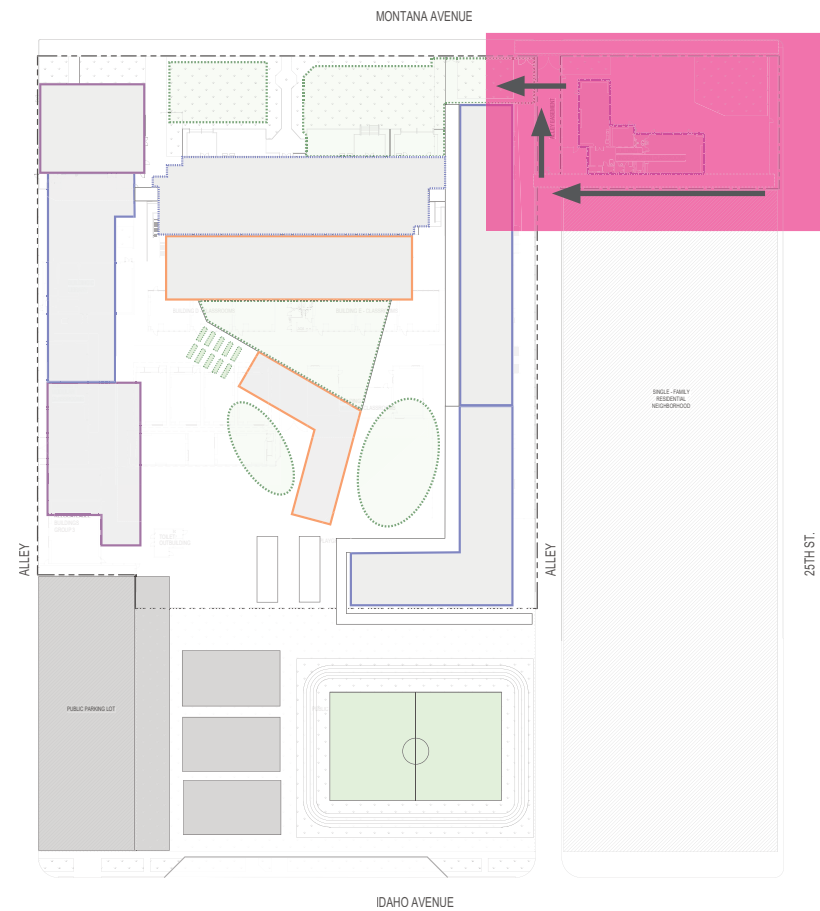 MONTANA AVENUE
SINGLE - FAMILY
RESIDENTIAL
NEIGHBORHOOD
ALLEY
ALLEY
25TH ST.
PUBLIC PARKING LOT
IDAHO AVENUE